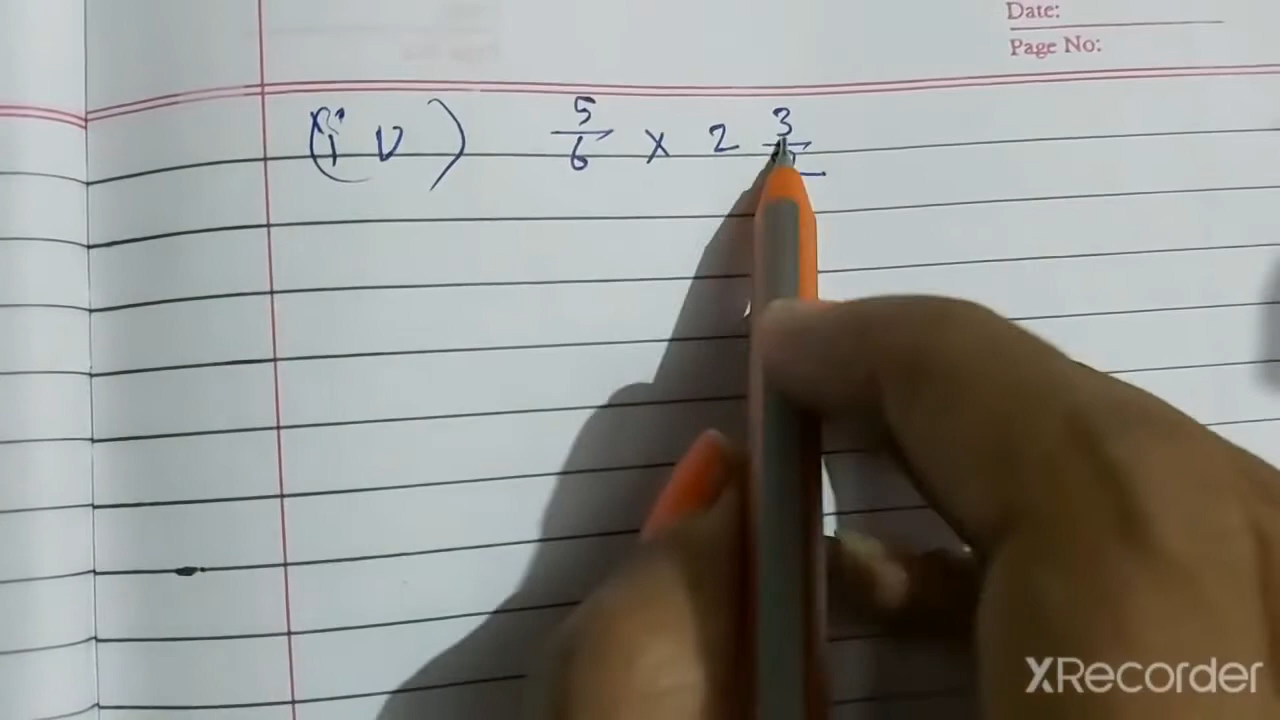 Date:
Page No:
(iv) 5/6 × 2 3/
XRecorder